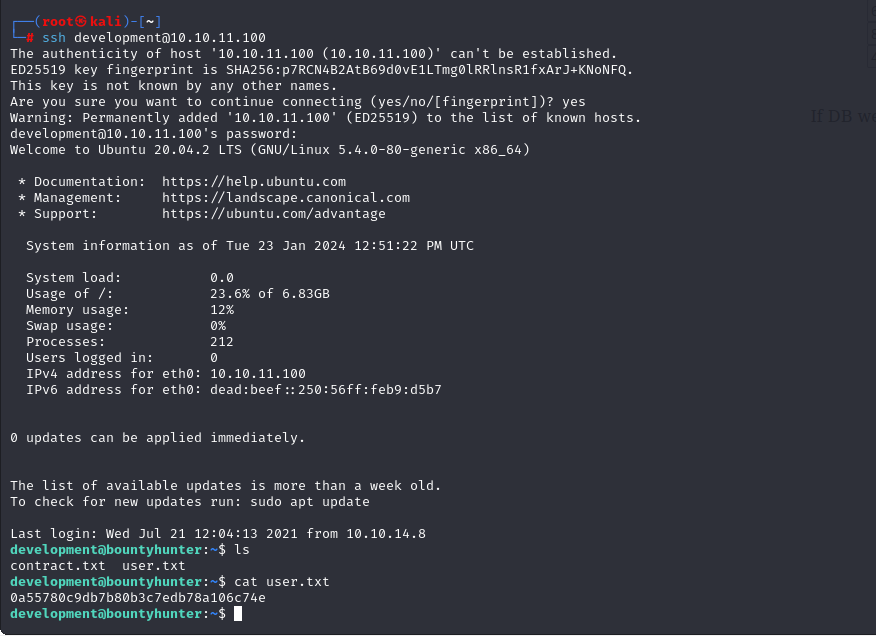 ┌──(root㉿kali)-[~]
└─# ssh development@10.10.11.100
The authenticity of host '10.10.11.100 (10.10.11.100)' can't be established.
ED25519 key fingerprint is SHA256:p7RCN4B2AtB69d0vE1LTmg0lRRlnsR1fxArJ+KNoNFQ.
This key is not known by any other names.
Are you sure you want to continue connecting (yes/no/[fingerprint])? yes
Warning: Permanently added '10.10.11.100' (ED25519) to the list of known hosts.
If DB we
development@10.10.11.100's password:
Welcome to Ubuntu 20.04.2 LTS (GNU/Linux 5.4.0-80-generic x86_64)
* Documentation: https://help.ubuntu.com
* Management: https://landscape.canonical.com
* Support: https://ubuntu.com/advantage
System information as of Tue 23 Jan 2024 12:51:22 PM UTC
System load: 0.0
Usage of /: 23.6% of 6.83GB
Memory usage: 12%
Swap usage: 0%
Processes: 212
Users logged in: 0
IPv4 address for eth0: 10.10.11.100
IPv6 address for eth0: dead:beef::250:56ff:feb9:d5b7
0 updates can be applied immediately.
The list of available updates is more than a week old.
To check for new updates run: sudo apt update
Last login: Wed Jul 21 12:04:13 2021 from 10.10.14.8
development@bountyhunter:~$ ls
contract.txt user.txt
development@bountyhunter:~$ cat user.txt
0a55780c9db7b80b3c7edb78a106c74e
development@bountyhunter:~$